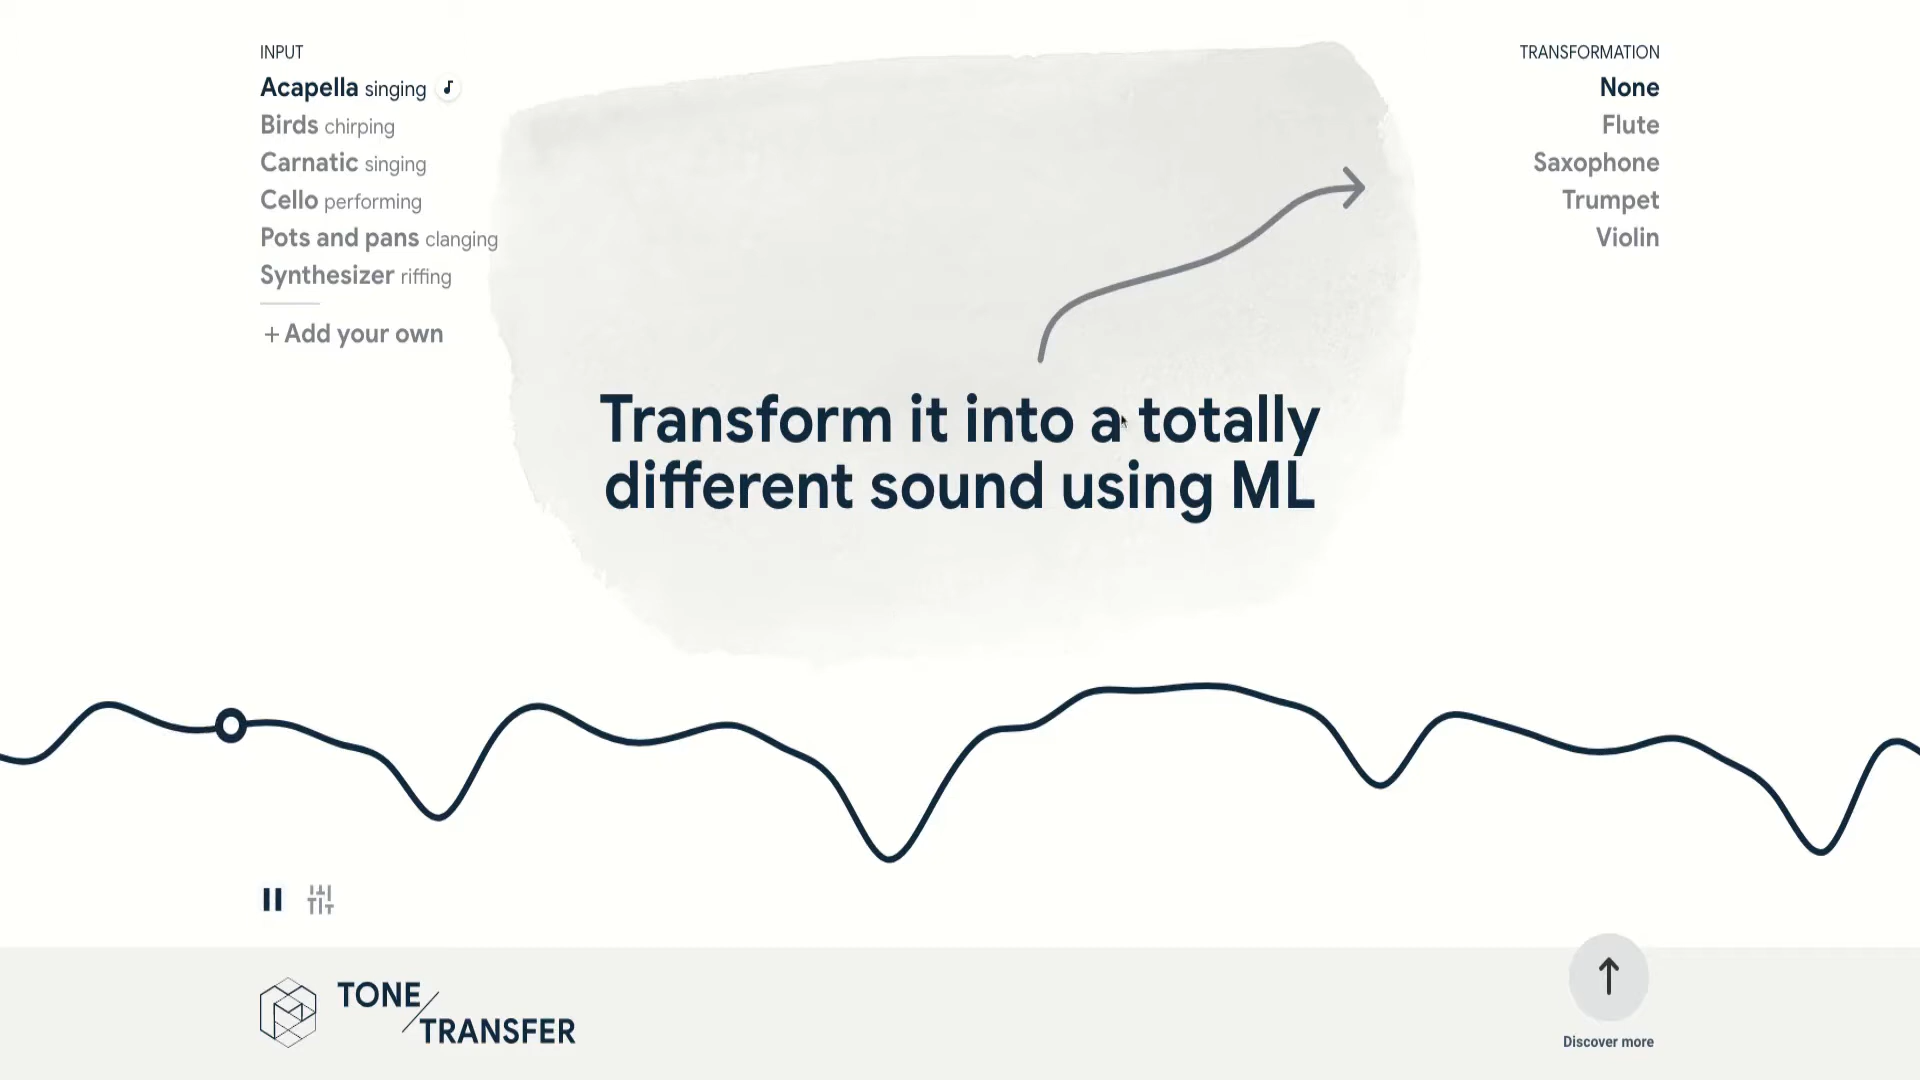 INPUT
Acapella singing
Birds chirping
Carnatic singing
Cello performing
Pots and pans clanging
Synthesizer riffing
+ Add your own
TRANSFORMATION
None
Flute
Saxophone
Trumpet
Violin
Transform it into a totally
different sound using ML
TONE
TRANSFER
Discover more